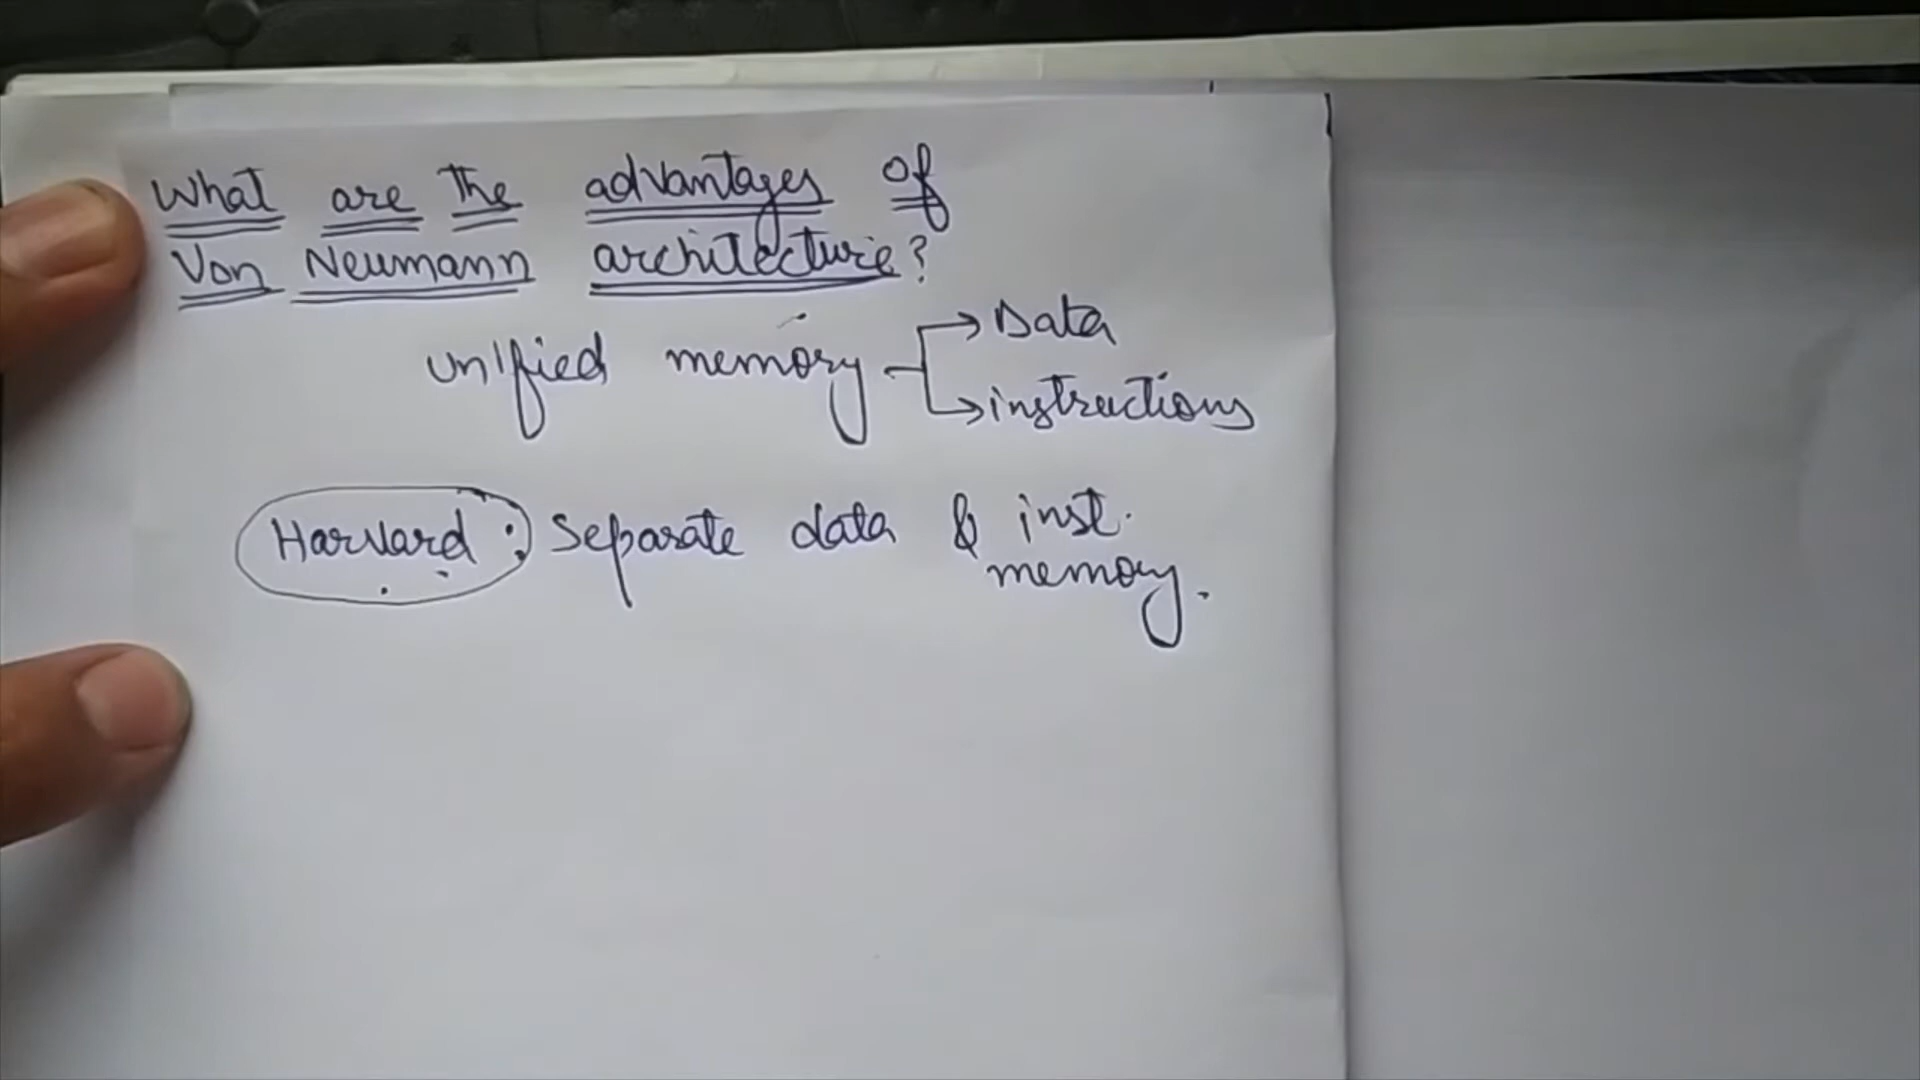 What are the advantages of
Von Neumann architecture?
unified memory → Data
→ instructions
Harvard : Separate data & inst.
memory.